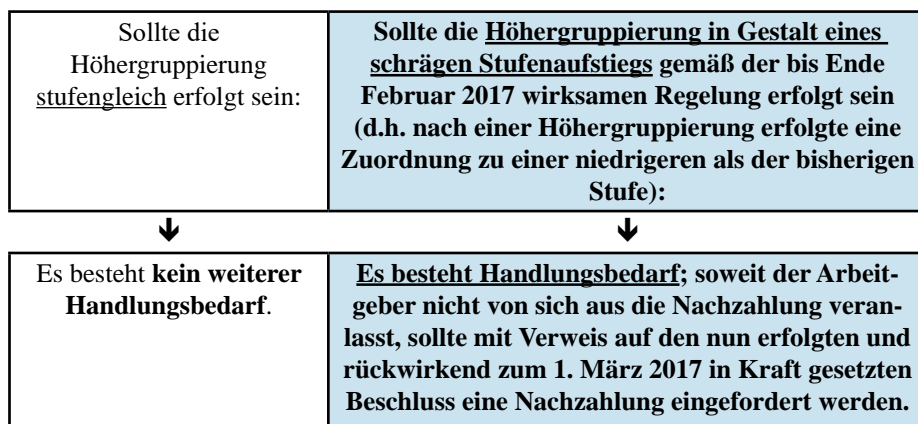 Sollte die
Höhergruppierung
stufengleich erfolgt sein:
Sollte die Höhergruppierung in Gestalt eines
schrägen Stufenaufstiegs gemäß der bis Ende
Februar 2017 wirksamen Regelung erfolgt sein
(d.h. nach einer Höhergruppierung erfolgte eine
Zuordnung zu einer niedrigeren als der bisherigen
Stufe):
Es besteht kein weiterer
Handlungsbedarf.
Es besteht Handlungsbedarf; soweit der Arbeit-
geber nicht von sich aus die Nachzahlung veran-
lasst, sollte mit Verweis auf den nun erfolgten und
rückwirkend zum 1. März 2017 in Kraft gesetzten
Beschluss eine Nachzahlung eingefordert werden.